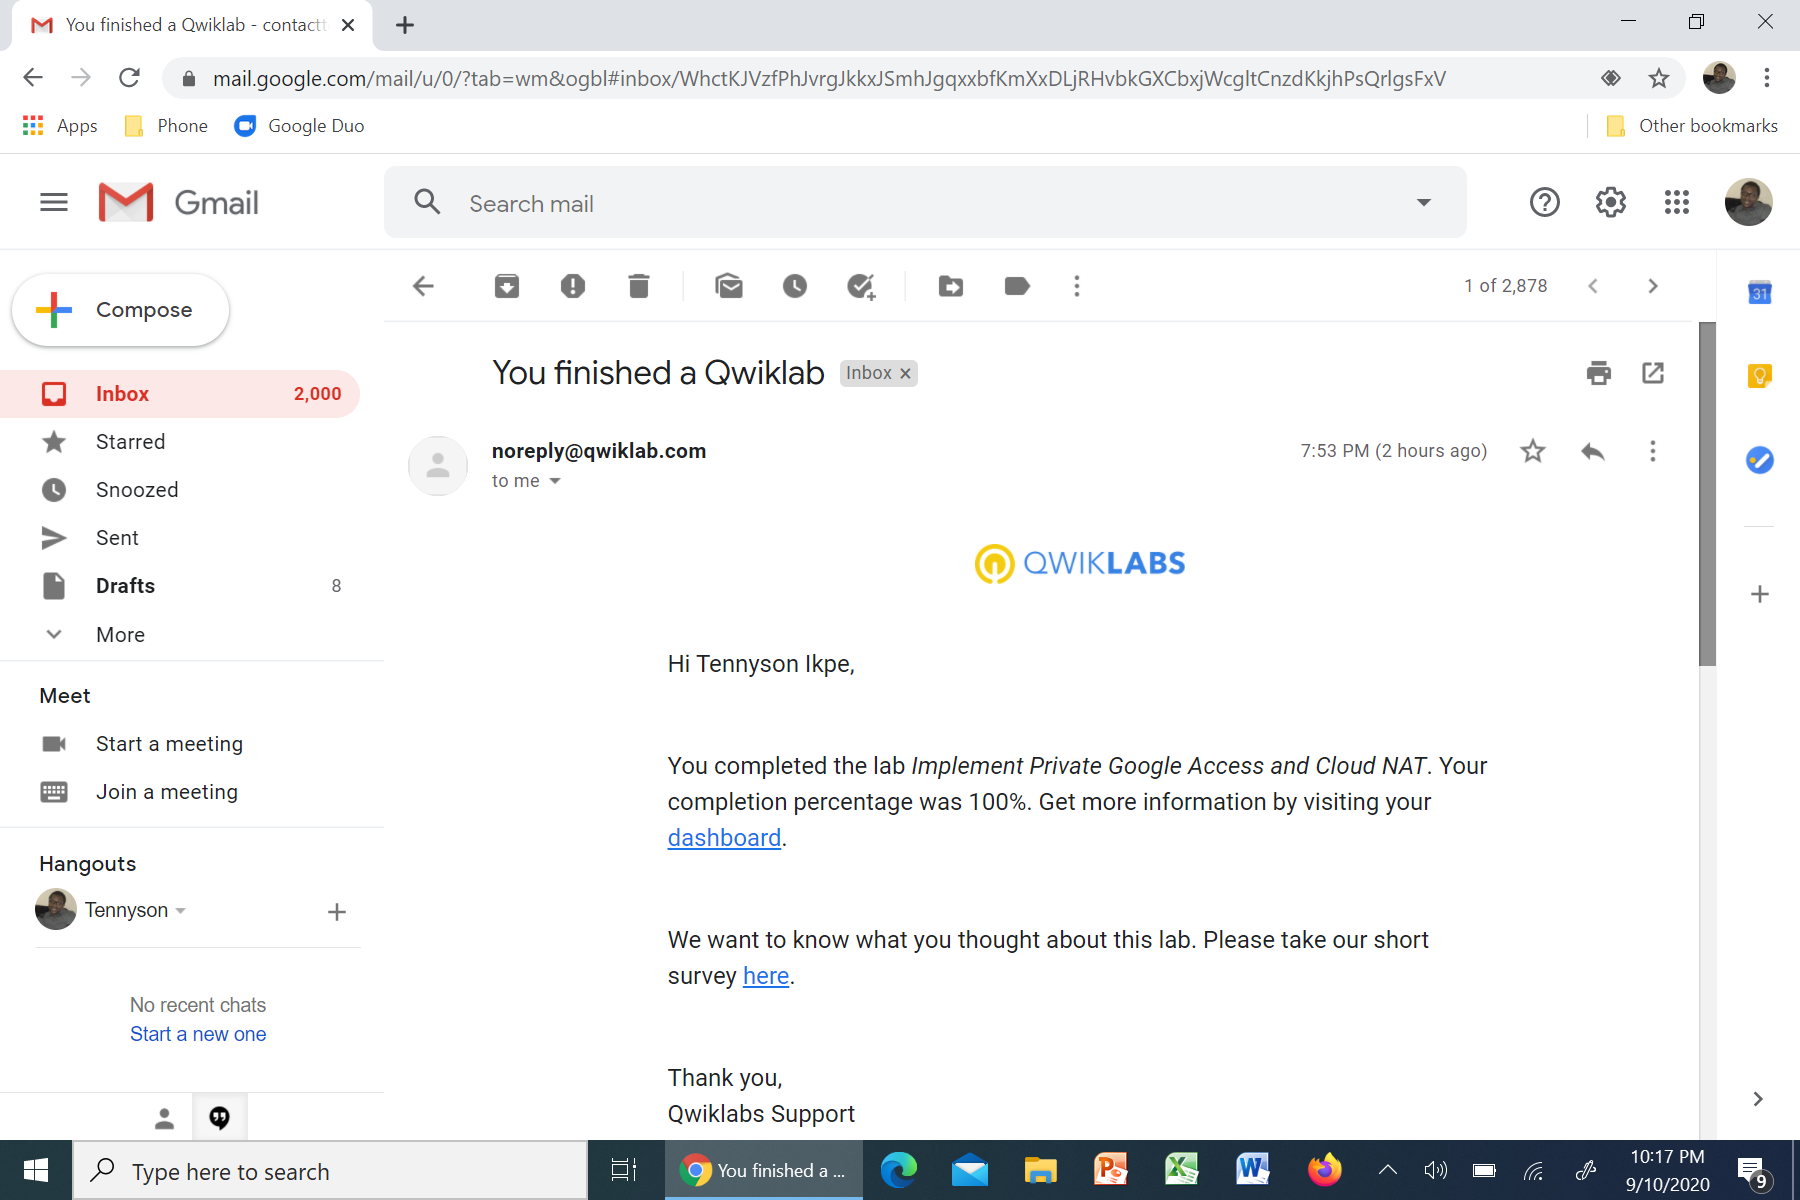 You finished a Qwiklab - contactt
mail.google.com/mail/u/0/?tab=wm&ogbl#inbox/WhctKJVzfPhJvrgJkkxJSmhJgqxxbfKmXxDLjRHvbkGXCbxjWcgltCnzdKkjhPsQrlgsFxV
Apps
Phone
Google Duo
Other bookmarks
Gmail
Search mail
Compose
1 of 2,878
31
You finished a Qwiklab
Inbox ×
Inbox 2,000
Starred
Snoozed
Sent
Drafts 8
More
noreply@qwiklab.com
7:53 PM (2 hours ago)
to me
QWIKLABS
Hi Tennyson Ikpe,
You completed the lab Implement Private Google Access and Cloud NAT. Your
completion percentage was 100%. Get more information by visiting your
dashboard.
We want to know what you thought about this lab. Please take our short
survey here.
Thank you,
Qwiklabs Support
Meet
Start a meeting
Join a meeting
Hangouts
Tennyson
No recent chats
Start a new one
Type here to search
You finished a ...
10:17 PM
9/10/2020
9